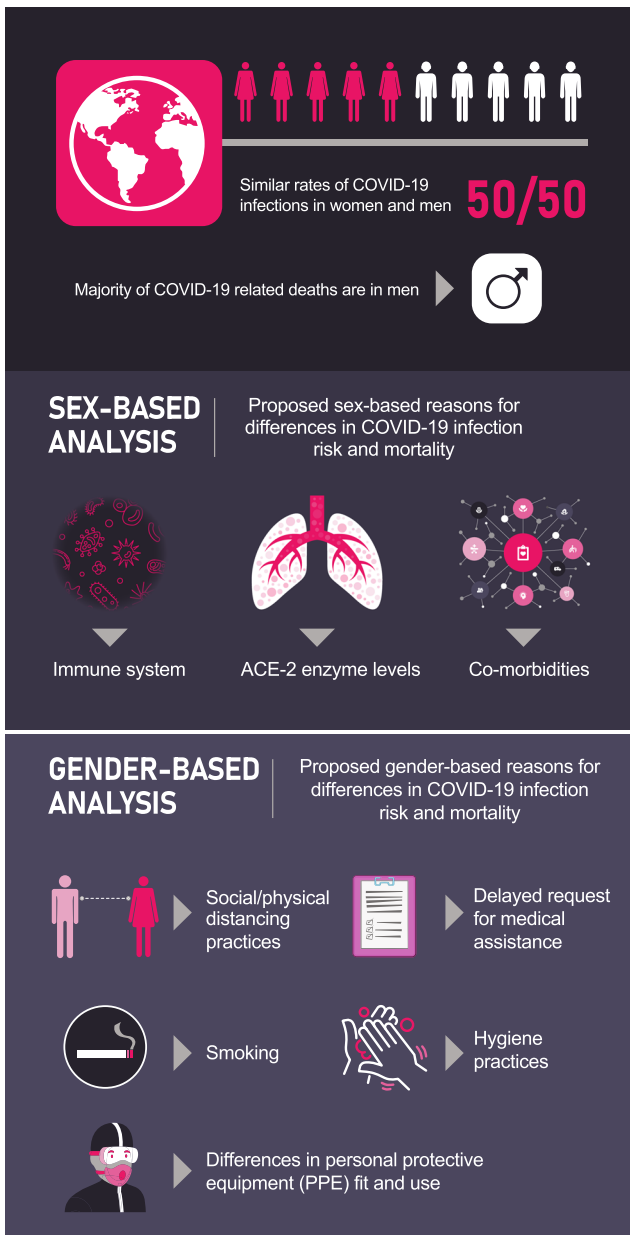 Similar rates of COVID-19
infections in women and men
50/50
Majority of COVID-19 related deaths are in men
SEX-BASED
ANALYSIS
Proposed sex-based reasons for
differences in COVID-19 infection
risk and mortality
Immune system
ACE-2 enzyme levels
Co-morbidities
GENDER-BASED
ANALYSIS
Proposed gender-based reasons for
differences in COVID-19 infection
risk and mortality
Social/physical
distancing
practices
Delayed request
for medical
assistance
Smoking
Hygiene
practices
Differences in personal protective
equipment (PPE) fit and use